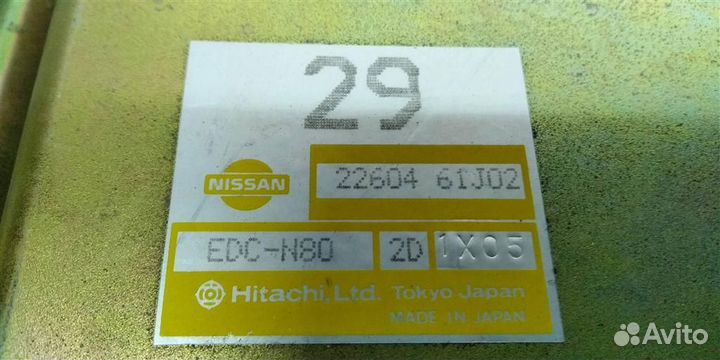 29
NISSAN
22604 61J02
EDC-N80
2D
1X05
Hitachi, Ltd. Tokyo Japan
MADE IN JAPAN
Avito